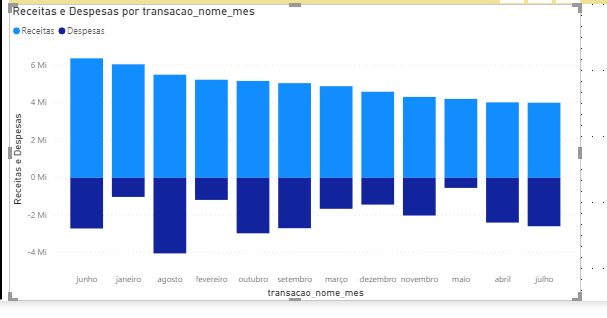 Receitas e Despesas por transacao_nome_mes
Receitas Despesas
Receitas e Despesas
6 Mi
4 Mi
2 Mi
0 Mi
-2 Mi
-4 Mi
junho janeiro agosto fevereiro outubro setembro março dezembro novembro maio abril julho
transacao_nome_mes